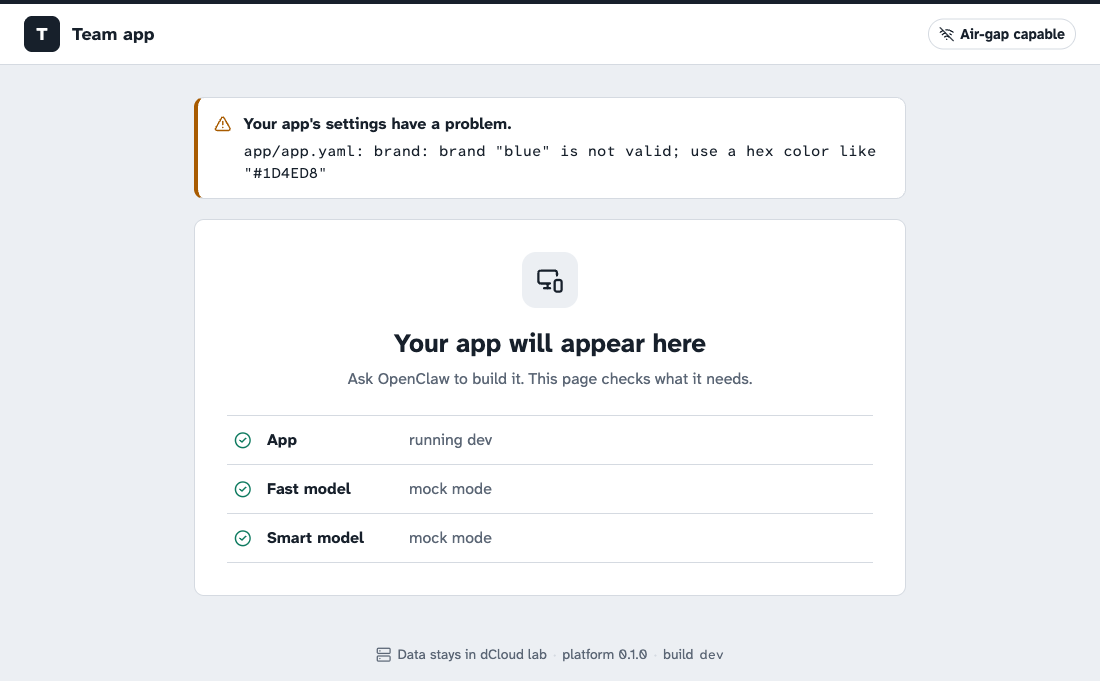 T Team app
Air-gap capable
Your app's settings have a problem.
app/app.yaml: brand: brand "blue" is not valid; use a hex color like
"#1D4ED8"
Your app will appear here
Ask OpenClaw to build it. This page checks what it needs.
App running dev
Fast model mock mode
Smart model mock mode
Data stays in dCloud lab · platform 0.1.0 · build dev